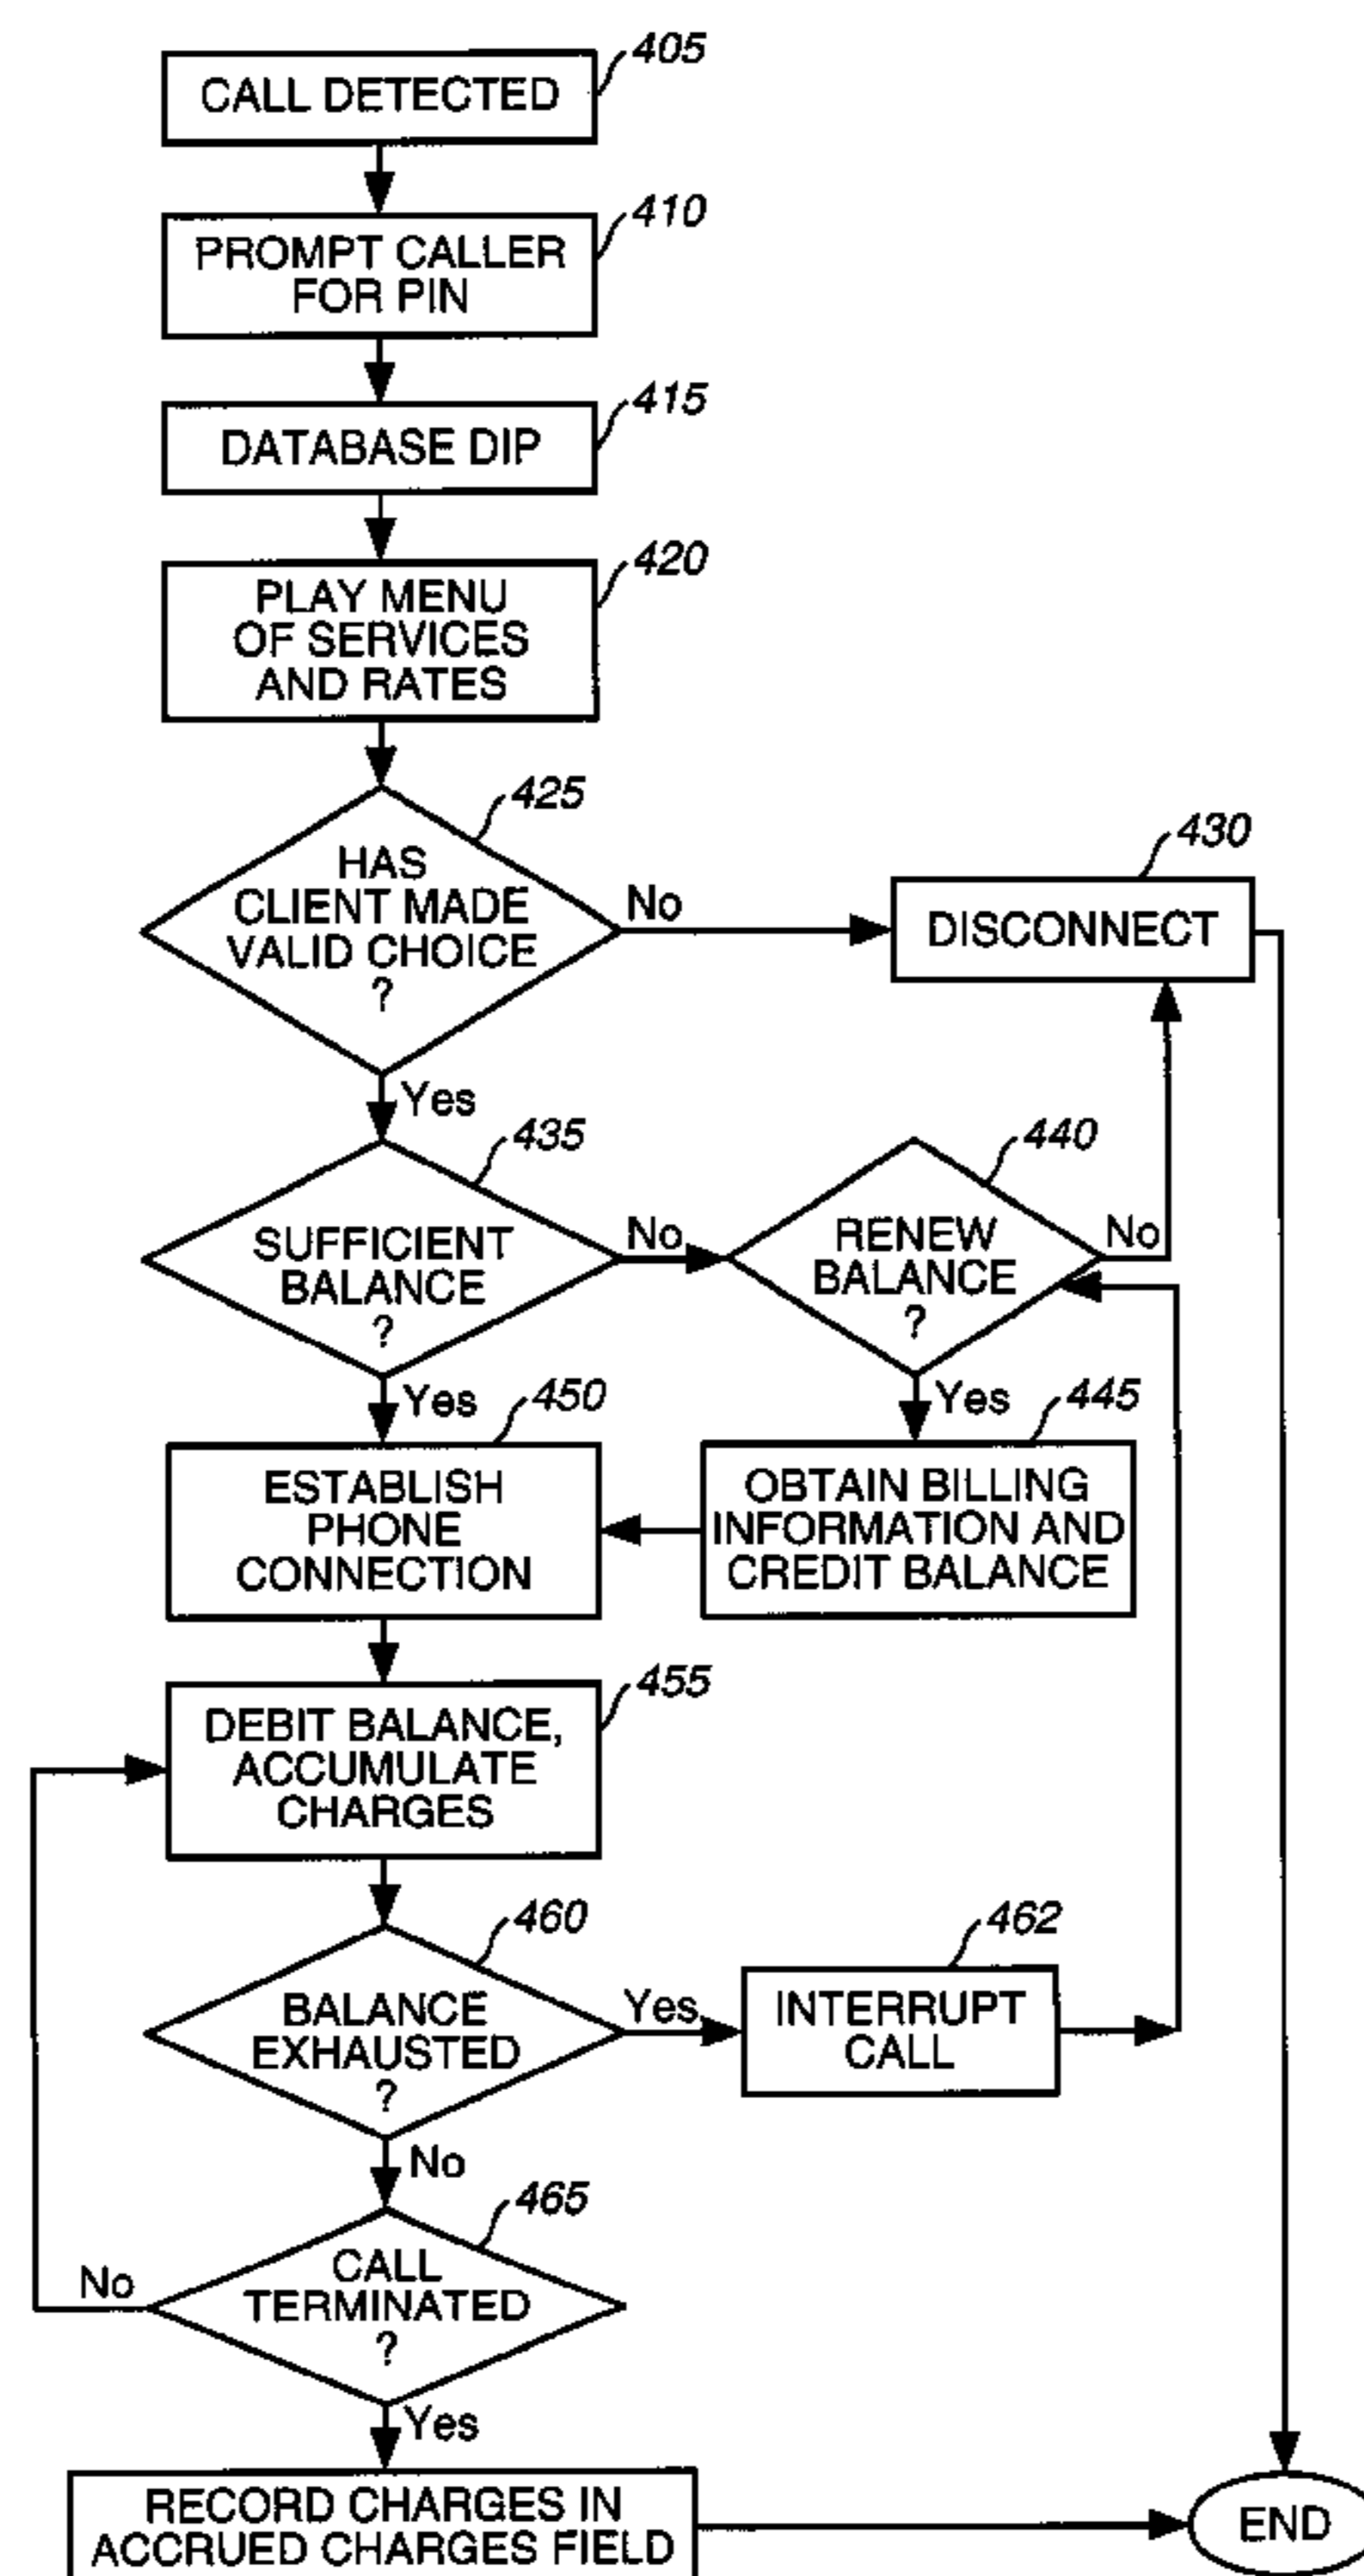 405
CALL DETECTED
410
PROMPT CALLER
FOR PIN
415
DATABASE DIP
420
PLAY MENU
OF SERVICES
AND RATES
425
HAS
CLIENT MADE
VALID CHOICE
?
No
430
DISCONNECT
Yes
435
SUFFICIENT
BALANCE
?
No
440
RENEW
BALANCE
?
No
Yes
450
ESTABLISH
PHONE
CONNECTION
Yes
445
OBTAIN BILLING
INFORMATION AND
CREDIT BALANCE
455
DEBIT BALANCE,
ACCUMULATE
CHARGES
460
BALANCE
EXHAUSTED
?
Yes
462
INTERRUPT
CALL
No
465
CALL
TERMINATED
?
No
Yes
RECORD CHARGES IN
ACCRUED CHARGES FIELD
END